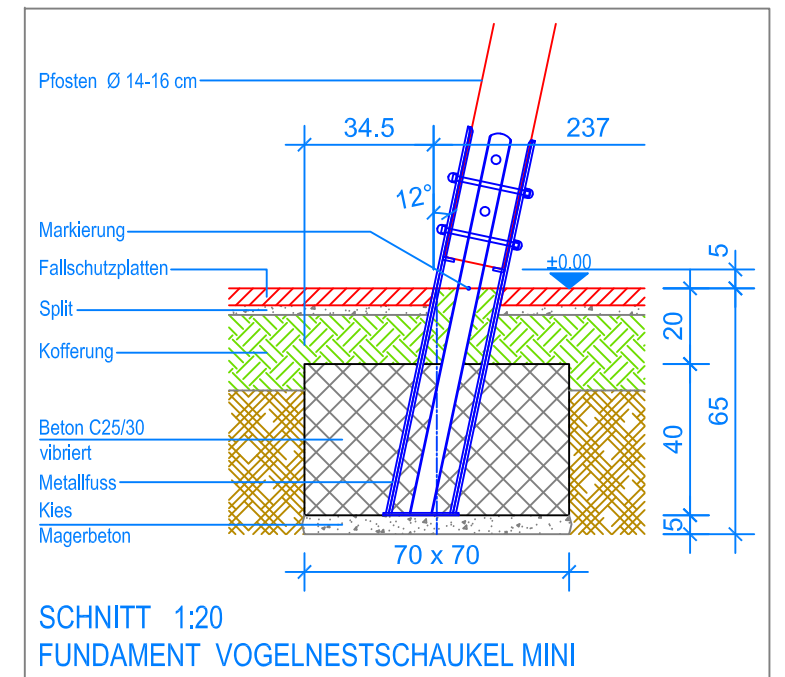 Pfosten Ø 14-16 cm
34.5
237
12°
Markierung
±0.00
5
Fallschutzplatten
Split
20
Kofferung
65
Beton C25/30
vibriert
40
Metallfuss
Kies
5
Magerbeton
70 x 70
SCHNITT 1:20
FUNDAMENT VOGELNESTSCHAUKEL MINI